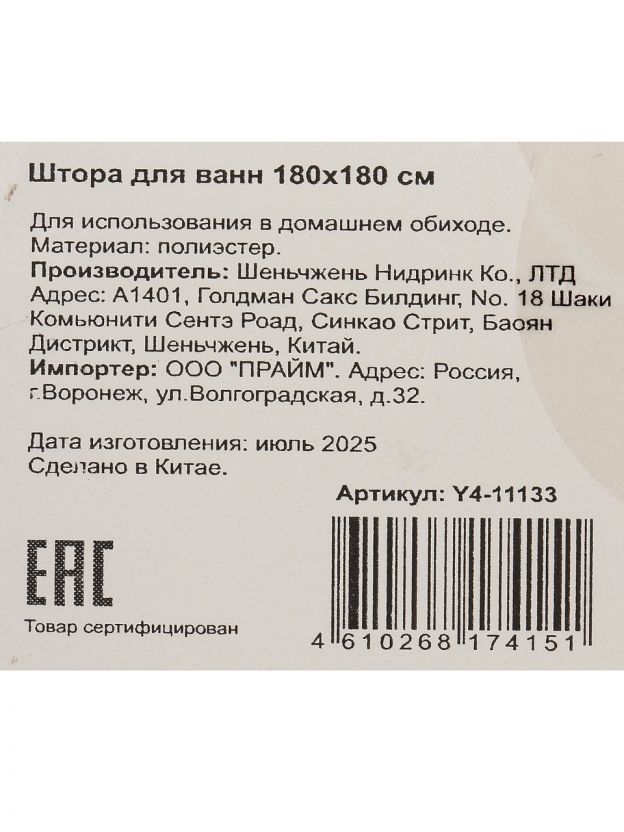 Штора для ванн 180х180 см
Для использования в домашнем обиходе.
Материал: полиэстер.
Производитель: Шеньчжень Нидринк Ко., ЛТД
Адрес: А1401, Голдман Сакс Билдинг, No. 18 Шаки
Комьюнити Сентэ Роад, Синкао Стрит, Баоян
Дистрикт, Шеньчжень, Китай.
Импортер: ООО "ПРАЙМ". Адрес: Россия,
г.Воронеж, ул.Волгоградская, д.32.
Дата изготовления: июль 2025
Сделано в Китае.
Артикул: Y4-11133
EAC
Товар сертифицирован
4 610268 174151